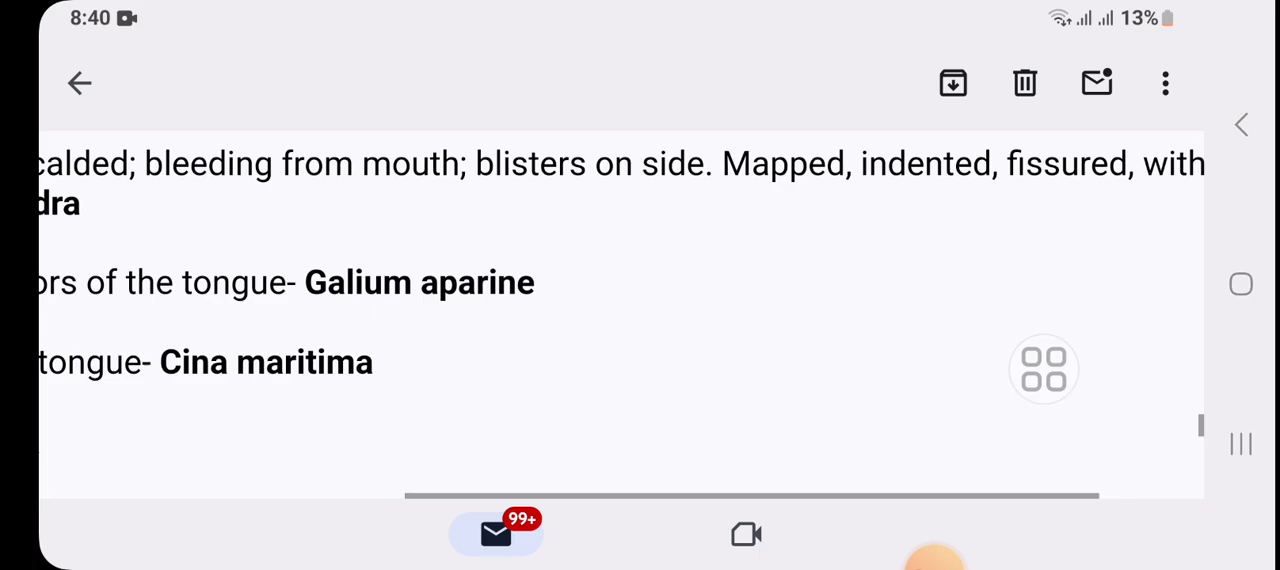 8:40 13%
calded; bleeding from mouth; blisters on side. Mapped, indented, fissured, with
dra
ors of the tongue- Galium aparine
tongue- Cina maritima
99+